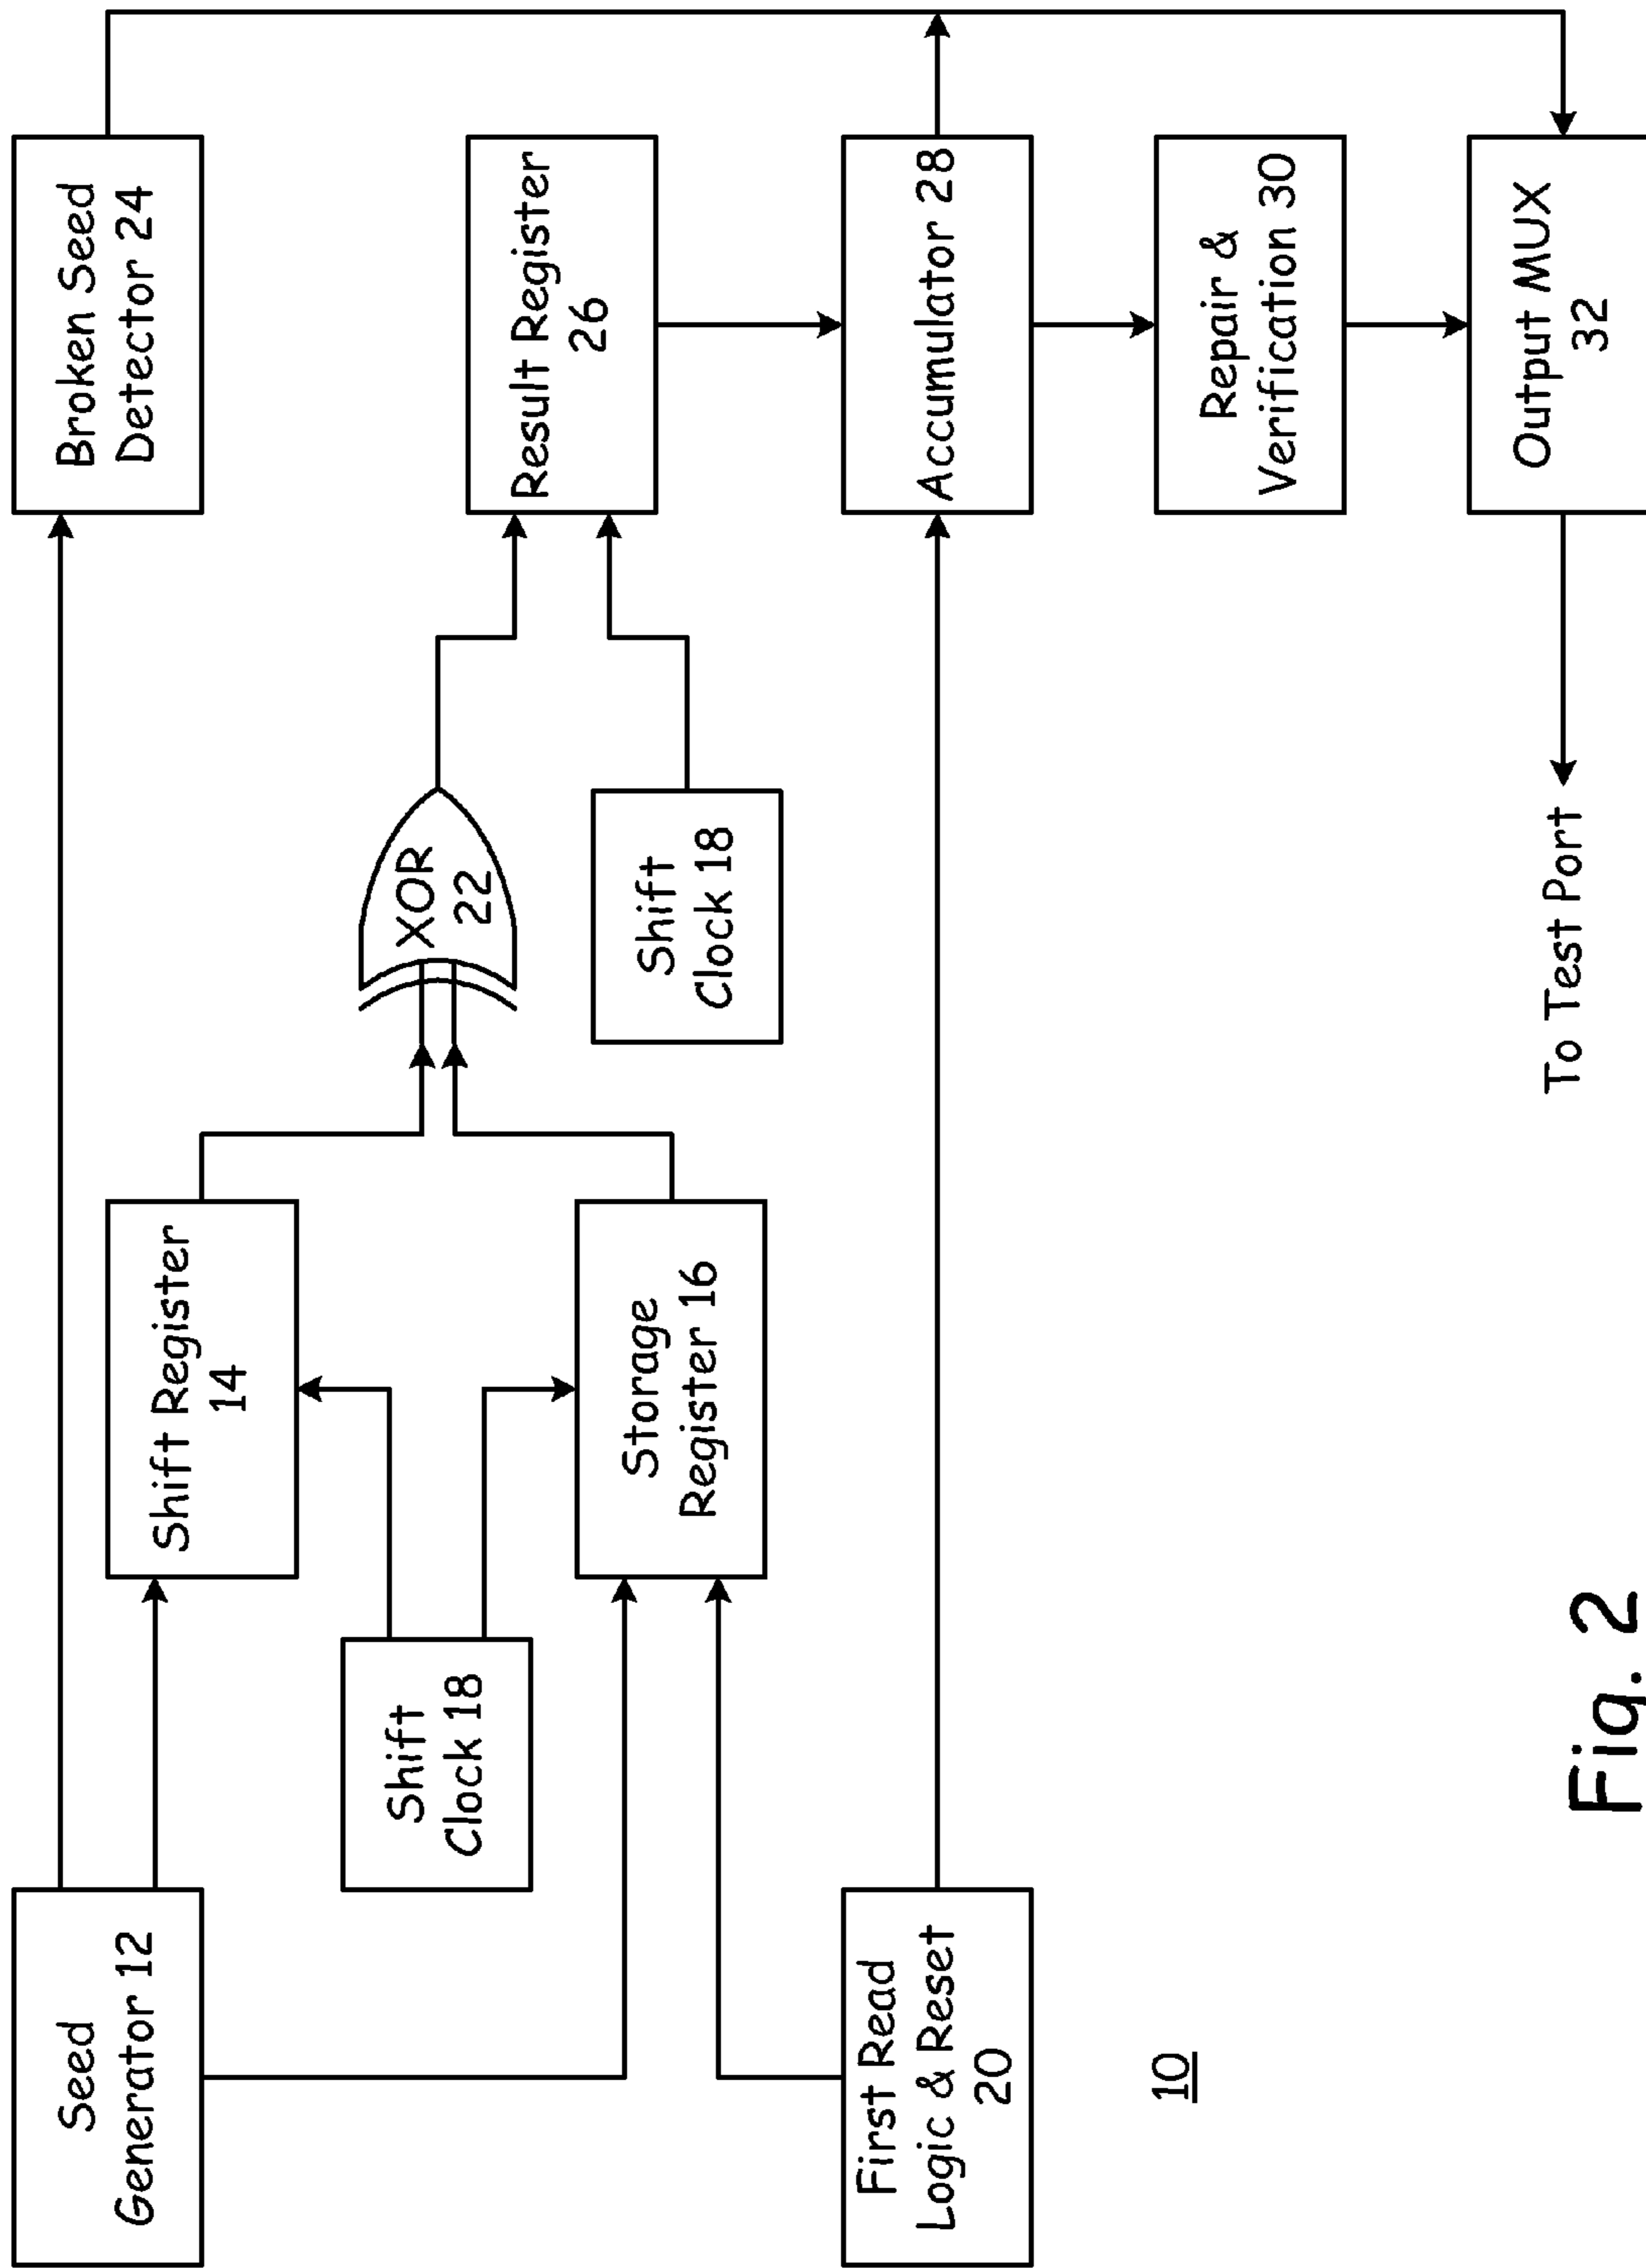 Seed
Generator 12
Shift Register
14
Broken Seed
Detector 24
Shift
Clock 18
XOR
22
Result Register
26
Storage
Register 16
Shift
Clock 18
First Read
Logic & Reset
20
Accumulator 28
Repair &
Verification 30
10
To Test Port
Output MUX
32
Fig. 2